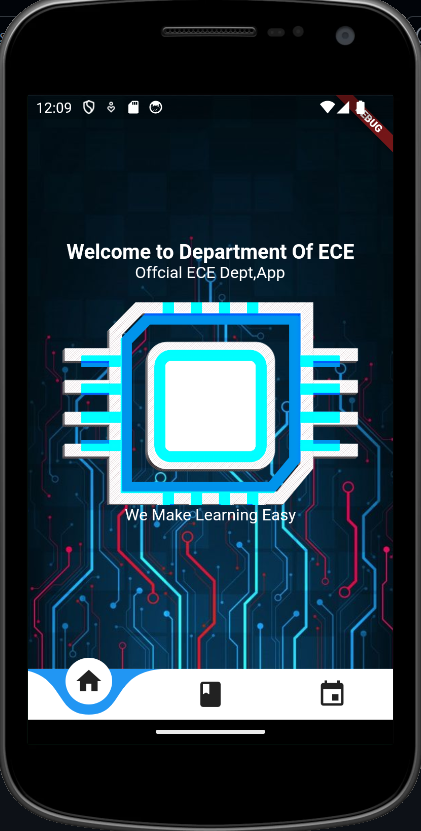 12:09
DEBUG
Welcome to Department Of ECE
Offcial ECE Dept,App
We Make Learning Easy